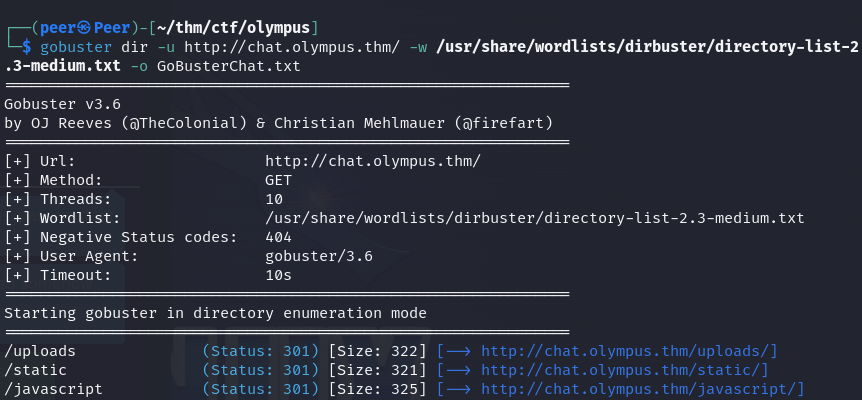 ┌──(peer㉿Peer)-[~/thm/ctf/olympus]
└─$ gobuster dir -u http://chat.olympus.thm/ -w /usr/share/wordlists/dirbuster/directory-list-2
.3-medium.txt -o GoBusterChat.txt
===============================================================
Gobuster v3.6
by OJ Reeves (@TheColonial) & Christian Mehlmauer (@firefart)
===============================================================
[+] Url:                     http://chat.olympus.thm/
[+] Method:                  GET
[+] Threads:                 10
[+] Wordlist:                /usr/share/wordlists/dirbuster/directory-list-2.3-medium.txt
[+] Negative Status codes:   404
[+] User Agent:              gobuster/3.6
[+] Timeout:                 10s
===============================================================
Starting gobuster in directory enumeration mode
===============================================================
/uploads              (Status: 301) [Size: 322] [--> http://chat.olympus.thm/uploads/]
/static               (Status: 301) [Size: 321] [--> http://chat.olympus.thm/static/]
/javascript           (Status: 301) [Size: 325] [--> http://chat.olympus.thm/javascript/]